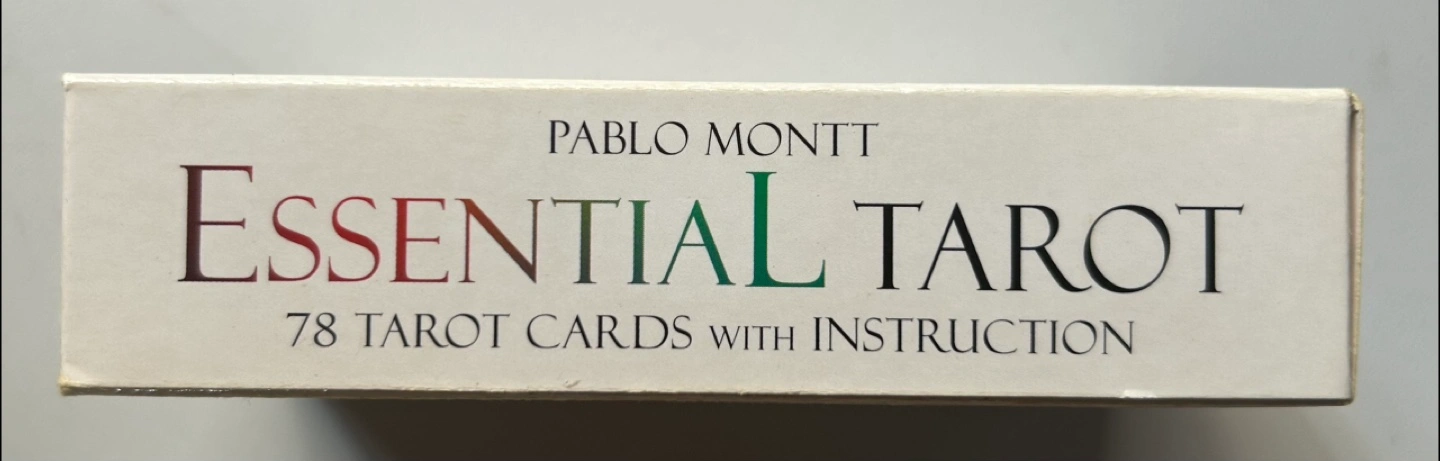 PABLO MONTT
ESSENTIAL TAROT
78 TAROT CARDS WITH INSTRUCTION